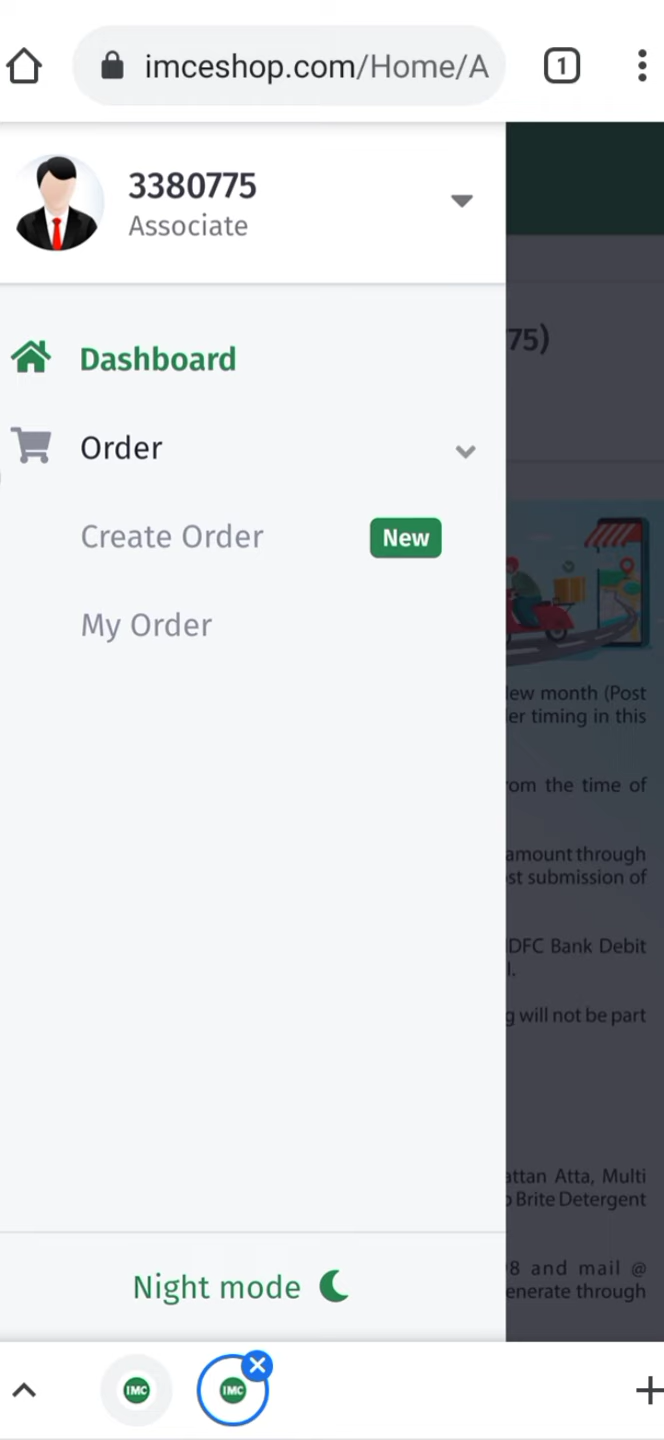 imceshop.com/Home/A
1
3380775
Associate
Dashboard
75)
Order
Create Order
New
My Order
ew month (Post
er timing in this
om the time of
amount through
st submission of
DFC Bank Debit
l.
g will not be part
attan Atta, Multi
Brite Detergent
8 and mail @
enerate through
Night mode
IMC
IMC